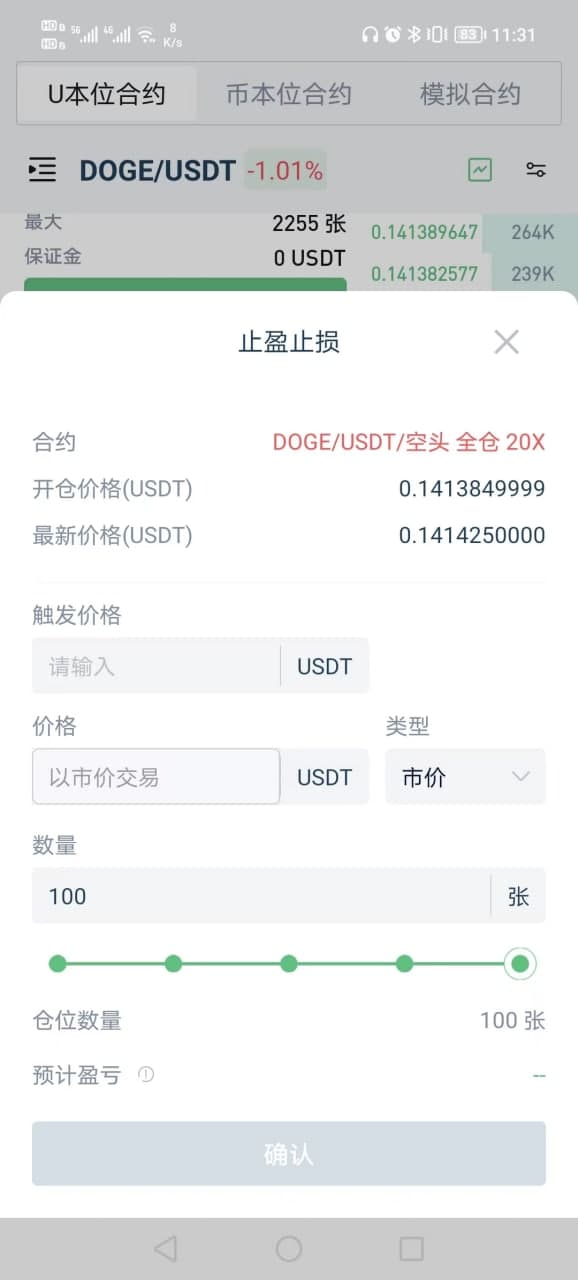 HD B 5G 4G 8 K/s 83 11:31
HD B
U本位合约 币本位合约 模拟合约
DOGE/USDT -1.01%
最大 2255 张 0.141389647 264K
保证金 0 USDT 0.141382577 239K
止盈止损
合约 DOGE/USDT/空头 全仓 20X
开仓价格(USDT) 0.1413849999
最新价格(USDT) 0.1414250000
触发价格
请输入 USDT
价格 类型
以市价交易 USDT 市价
数量
100 张
仓位数量 100 张
预计盈亏 --
确认